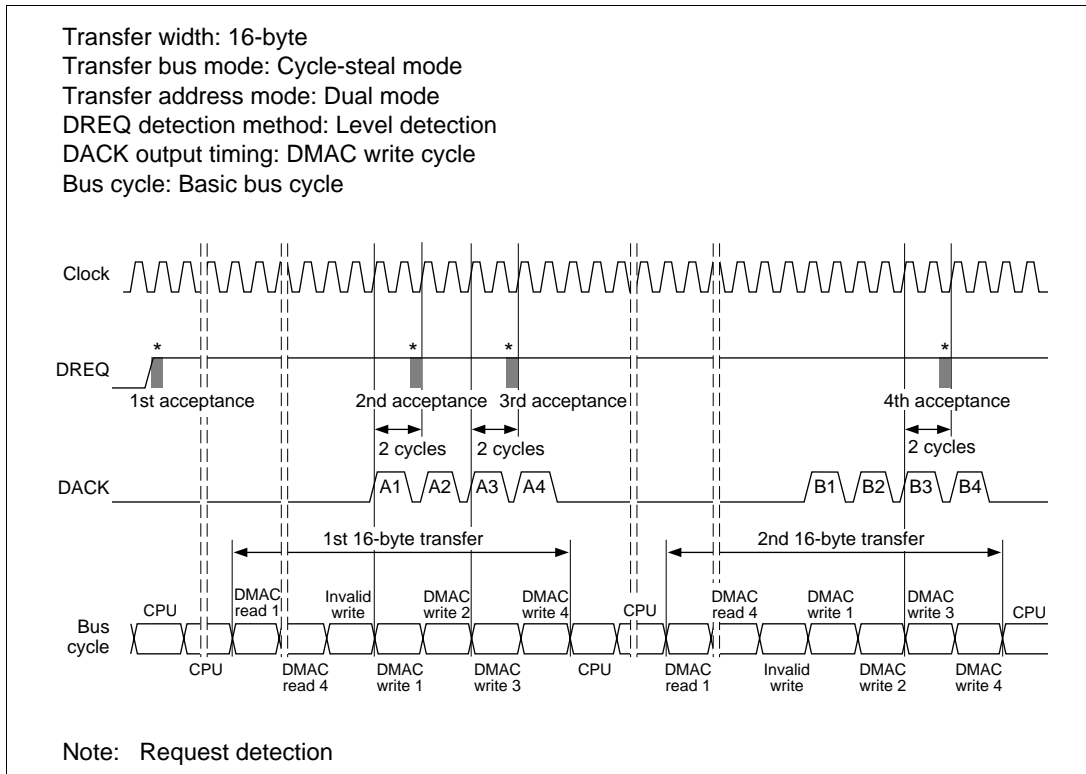 Transfer width: 16-byte
Transfer bus mode: Cycle-steal mode
Transfer address mode: Dual mode
DREQ detection method: Level detection
DACK output timing: DMAC write cycle
Bus cycle: Basic bus cycle
Clock
* * * *
DREQ
1st acceptance 2nd acceptance 3rd acceptance 4th acceptance
2 cycles 2 cycles 2 cycles
DACK A1 A2 A3 A4 B1 B2 B3 B4
1st 16-byte transfer 2nd 16-byte transfer
CPU DMAC read 1 Invalid write DMAC write 2 DMAC write 4 CPU DMAC read 4 DMAC write 1 DMAC write 3 CPU
Bus cycle
CPU DMAC read 4 DMAC write 1 DMAC write 3 CPU DMAC read 1 Invalid write DMAC write 2 DMAC write 4
Note: Request detection